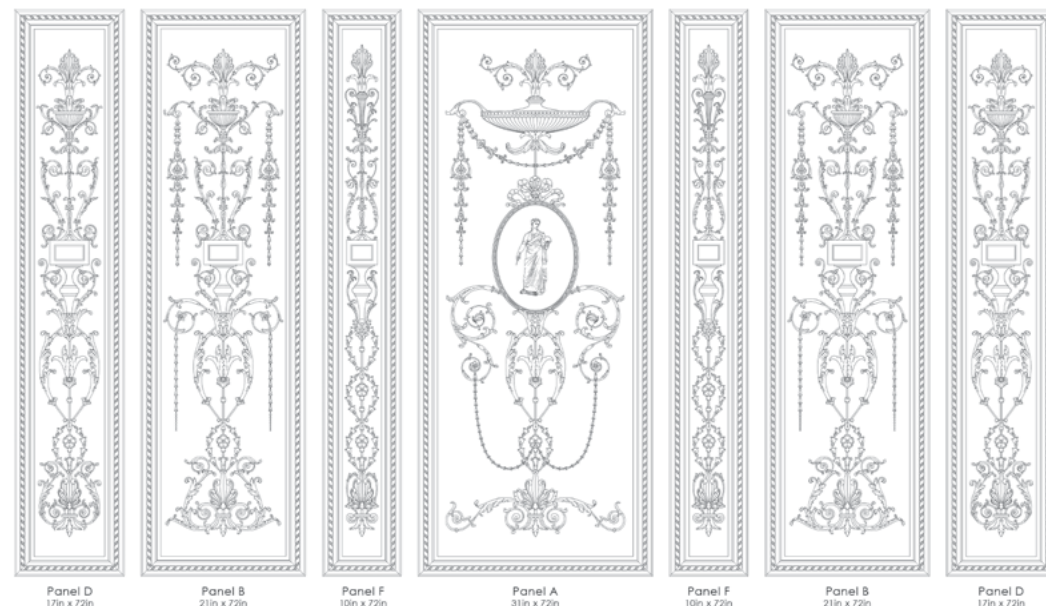 Panel D
17in x 72in
Panel B
21in x 72in
Panel F
10in x 72in
Panel A
31in x 72in
Panel F
10in x 72in
Panel B
21in x 72in
Panel D
17in x 72in